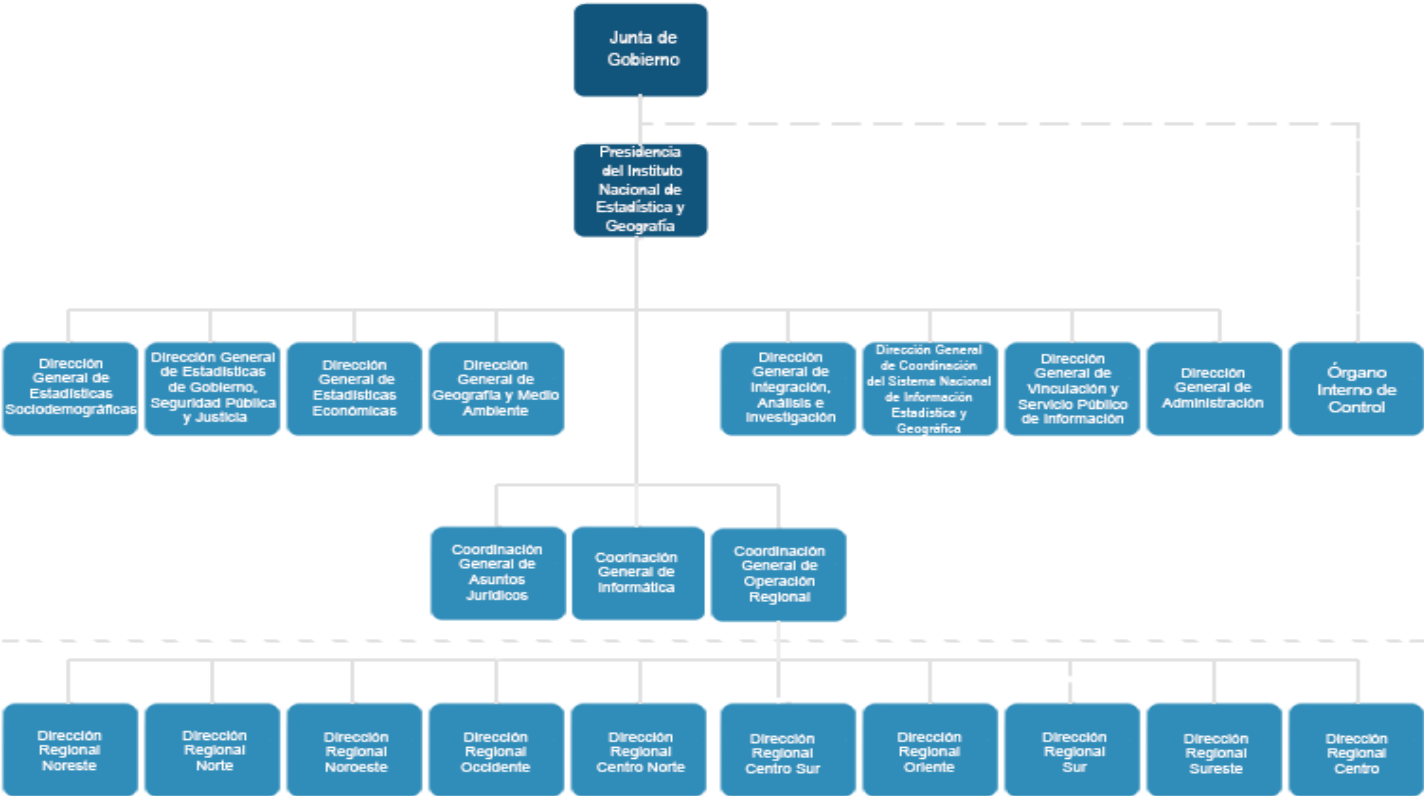 Junta de
Gobierno
Presidencia
del Instituto
Nacional de
Estadística y
Geografía
Dirección
General de
Estadísticas
Sociodemográficas
Dirección General
de Estadísticas
de Gobierno,
Seguridad Pública
y Justicia
Dirección
General de
Estadísticas
Económicas
Dirección
General de
Geografía y Medio
Ambiente
Dirección
General de
Integración,
Análisis e
Investigación
Dirección General
de Coordinación
del Sistema Nacional
de Información
Estadística y
Geográfica
Dirección
General de
Vinculación y
Servicio Público
de Información
Dirección
General de
Administración
Órgano
Interno de
Control
Coordinación
General de
Asuntos
Jurídicos
Coorinación
General de
Informática
Coordinación
General de
Operación
Regional
Dirección
Regional
Noreste
Dirección
Regional
Norte
Dirección
Regional
Noroeste
Dirección
Regional
Occidente
Dirección
Regional
Centro Norte
Dirección
Regional
Centro Sur
Dirección
Regional
Oriente
Dirección
Regional
Sur
Dirección
Regional
Sureste
Dirección
Regional
Centro